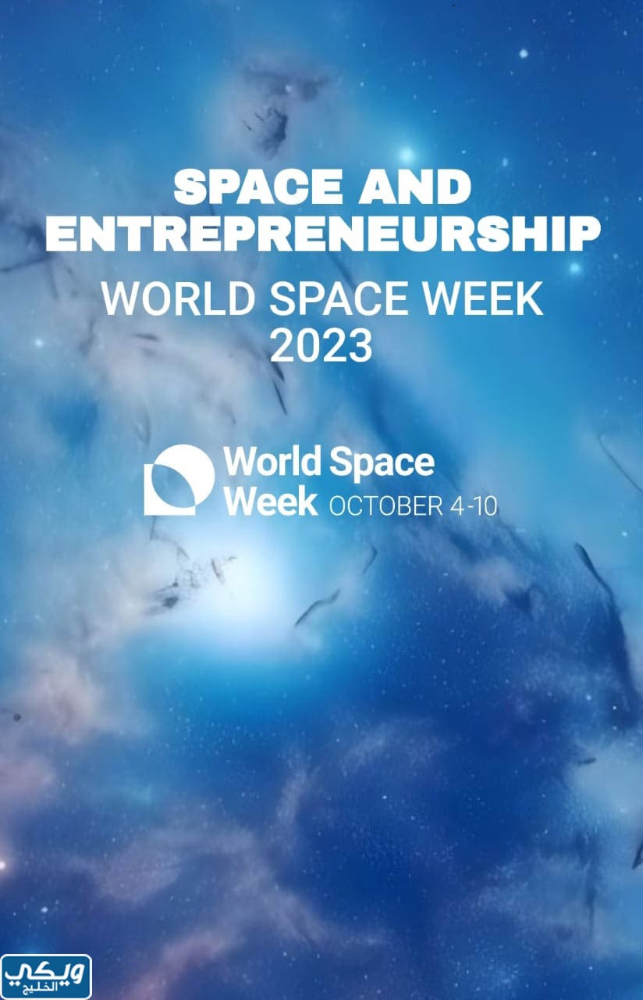 SPACE AND
ENTREPRENEURSHIP
WORLD SPACE WEEK
2023
World Space
Week OCTOBER 4-10
ويكي
الخليج